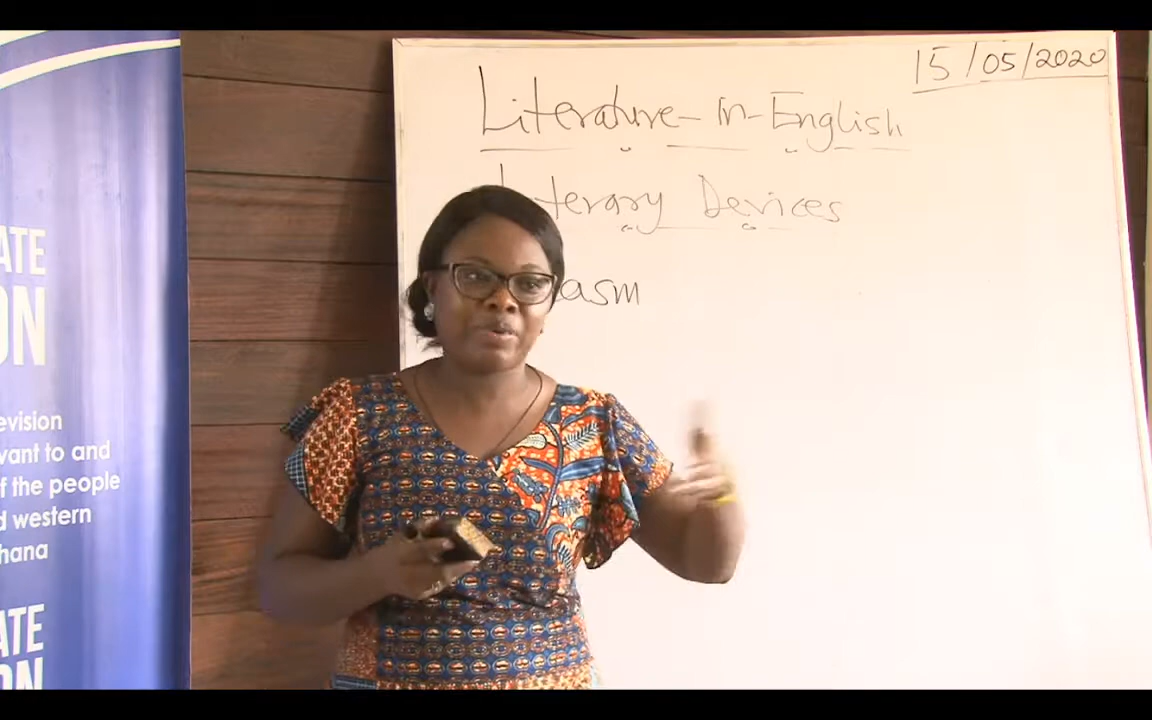 15/05/2020
Literature-in-English
Literary Devices
asm
ATE
ON
evision
vant to and
f the people
d western
hana
ATE
ON